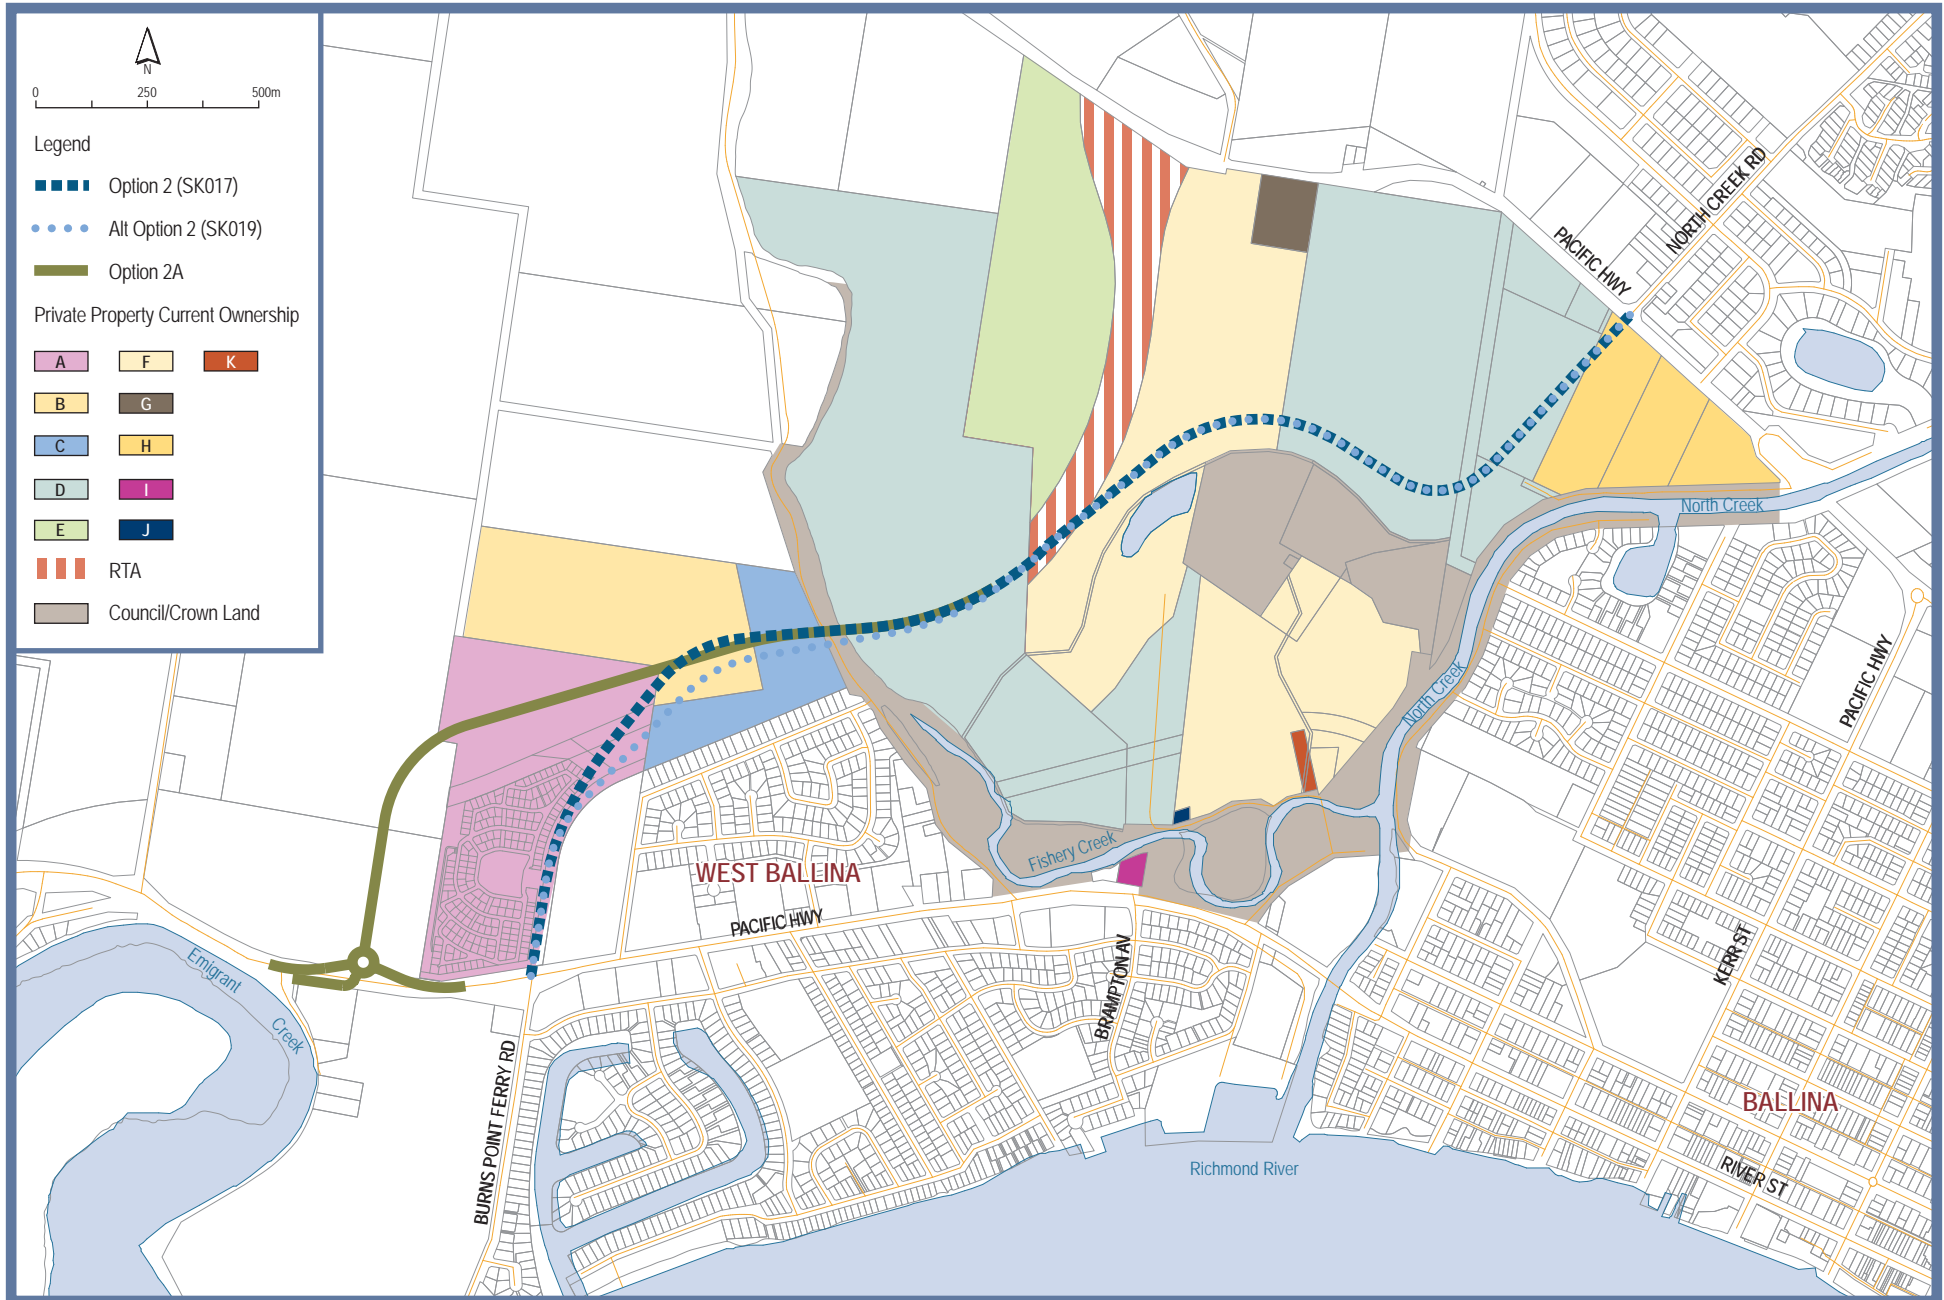 N
0 250 500m
Legend
Option 2 (SK017)
Alt Option 2 (SK019)
Option 2A
Private Property Current Ownership
A F K
B G
C H
D I
E J
RTA
Council/Crown Land
NORTH CREEK RD
PACIFIC HWY
North Creek
PACIFIC HWY
North Creek
Fishery Creek
WEST BALLINA
PACIFIC HWY
Emigrant
Creek
BRAMPTON AV
KERR ST
BURNS POINT FERRY RD
BALLINA
Richmond River
RIVER ST